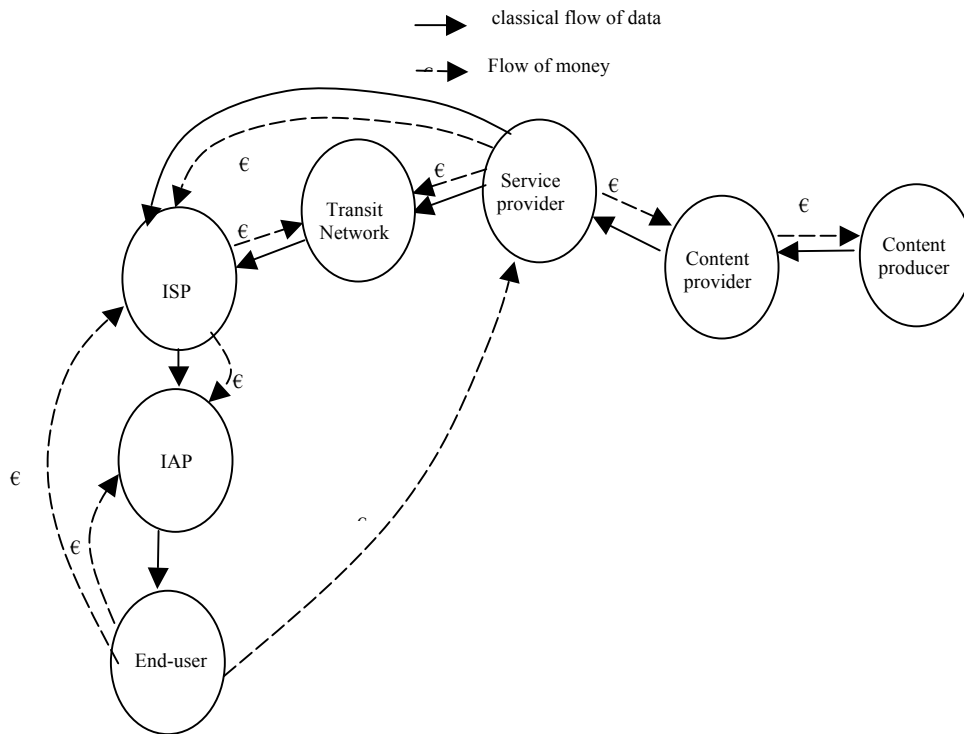 classical flow of data
€
Flow of money
€
€
Service
provider
€
€
Transit
Network
€
Content
provider
Content
producer
ISP
€
IAP
€
€
End-user